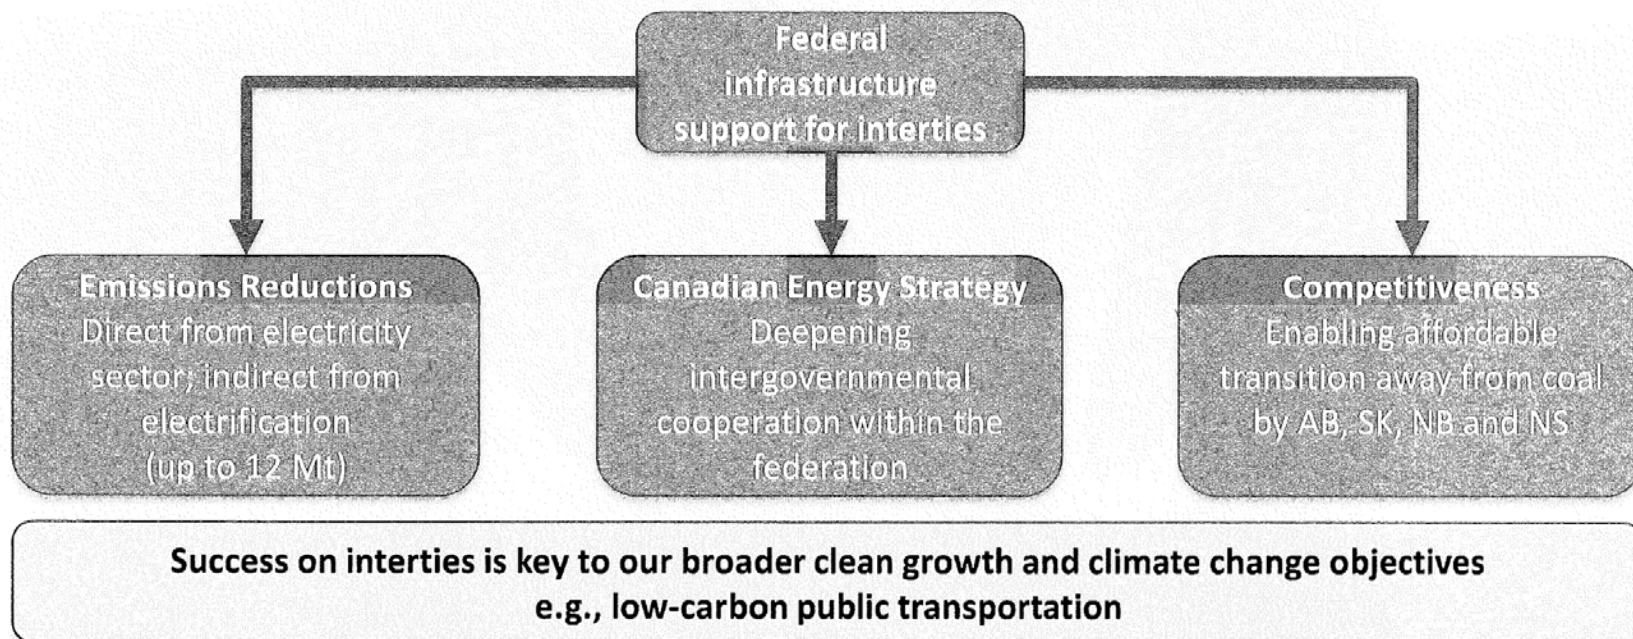 Federal
infrastructure
support for interties
Emissions Reductions
Direct from electricity
sector; indirect from
electrification
(up to 12 Mt)
Canadian Energy Strategy
Deepening
intergovernmental
cooperation within the
federation
Competitiveness
Enabling affordable
transition away from coal
by AB, SK, NB and NS
Success on interties is key to our broader clean growth and climate change objectives
e.g., low-carbon public transportation